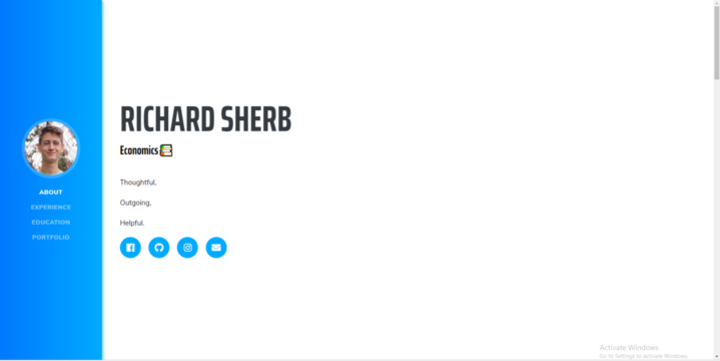 ABOUT
EXPERIENCE
EDUCATION
PORTFOLIO
RICHARD SHERB
Economics
Thoughtful.
Outgoing.
Helpful.
Activate Windows
Go to Settings to activate Windows.